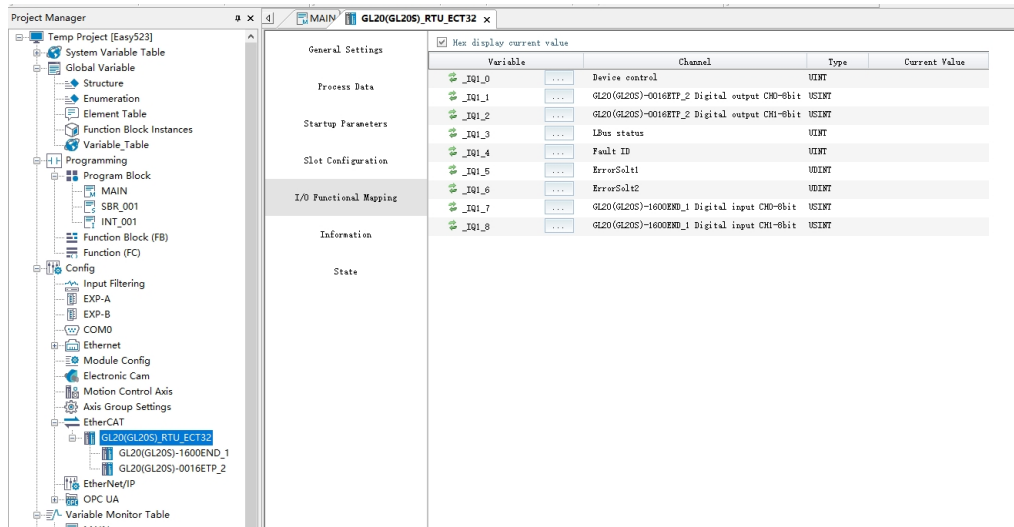 Project Manager
Temp Project [Easy523]
System Variable Table
Global Variable
Structure
Enumeration
Element Table
Function Block Instances
Variable_Table
Programming
Program Block
MAIN
SBR_001
INT_001
Function Block (FB)
Function (FC)
Config
Input Filtering
EXP-A
EXP-B
COM0
Ethernet
Module Config
Electronic Cam
Motion Control Axis
Axis Group Settings
EtherCAT
GL20(GL20S)_RTU_ECT32
GL20(GL20S)-1600END_1
GL20(GL20S)-0016ETP_2
EtherNet/IP
OPC UA
Variable Monitor Table
MAIN
GL20(GL20S)_RTU_ECT32
General Settings
Process Data
Startup Parameters
Slot Configuration
I/O Functional Mapping
Information
State
Hex display current value
Variable Channel Type Current Value
_IQ1_0 ... Device control UINT
_IQ1_1 ... GL20(GL20S)-0016ETP_2 Digital output CH0-8bit USINT
_IQ1_2 ... GL20(GL20S)-0016ETP_2 Digital output CH1-8bit USINT
_IQ1_3 ... LBus status UINT
_IQ1_4 ... Fault ID UINT
_IQ1_5 ... ErrorSolt1 UDINT
_IQ1_6 ... ErrorSolt2 UDINT
_IQ1_7 ... GL20(GL20S)-1600END_1 Digital input CH0-8bit USINT
_IQ1_8 ... GL20(GL20S)-1600END_1 Digital input CH1-8bit USINT